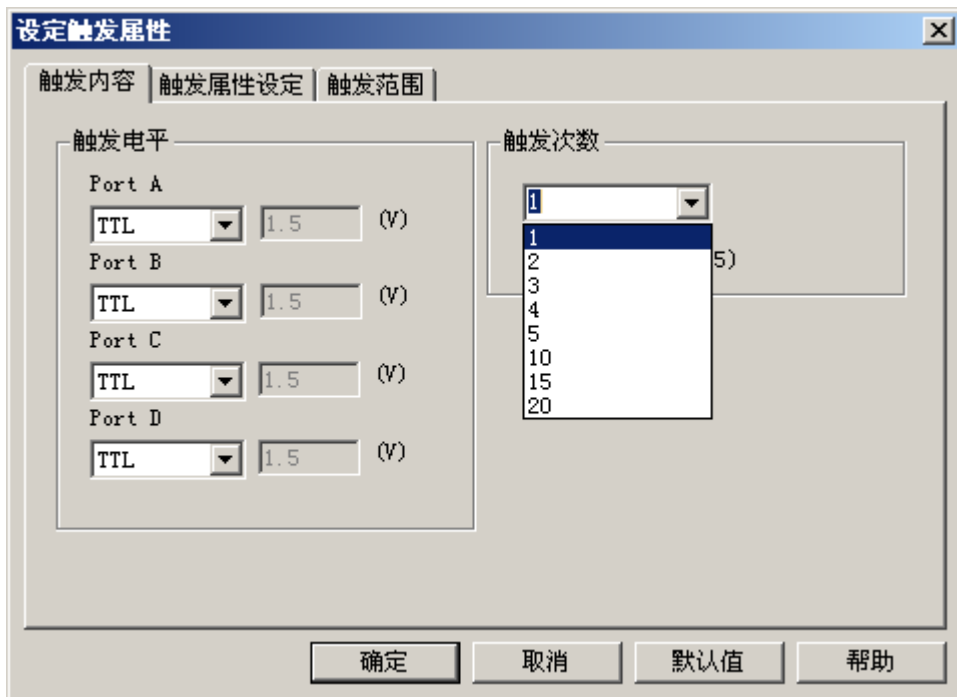 设定触发属性
触发内容 触发属性设定 触发范围
触发电平
Port A
TTL 1.5 (V)
Port B
TTL 1.5 (V)
Port C
TTL 1.5 (V)
Port D
TTL 1.5 (V)
触发次数
1
1
2
3
4
5
10
15
20
5)
确定 取消 默认值 帮助